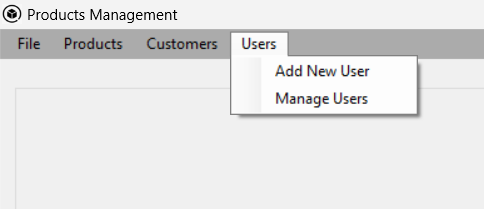 Products Management
File Products Customers Users
Add New User
Manage Users